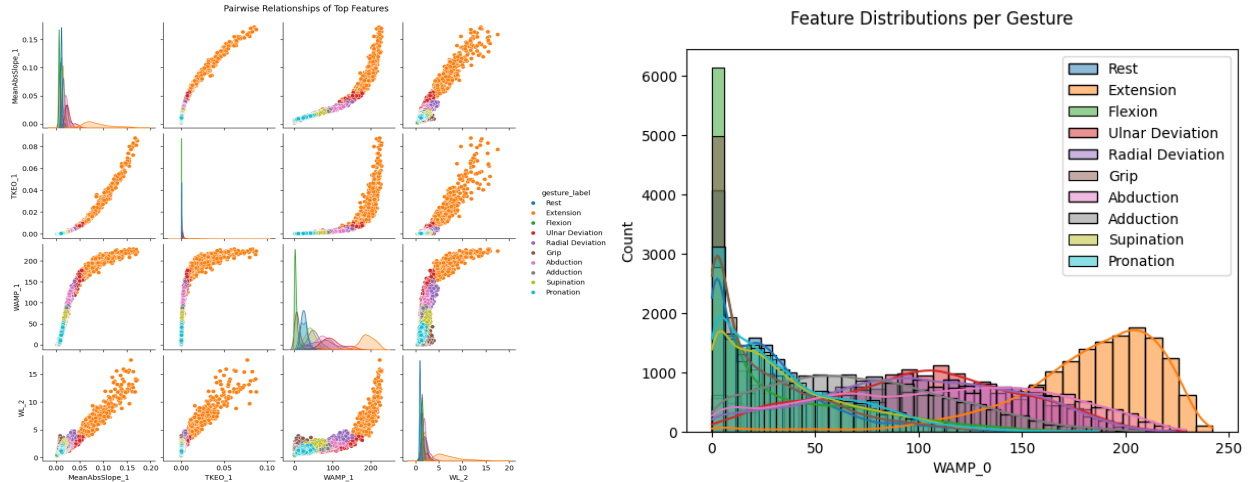 Pairwise Relationships of Top Features
MeanAbsSlope_1
0.15
0.10
0.05
0.00
TKEO_1
0.08
0.06
0.04
0.02
0.00
WAMP_1
200
150
100
50
0
WL_2
15
10
5
0
0.00 0.05 0.10 0.15 0.20
MeanAbsSlope_1
0.00 0.05 0.10
TKEO_1
0 100 200
WAMP_1
0 5 10 15 20
WL_2
gesture_label
Rest
Extension
Flexion
Ulnar Deviation
Radial Deviation
Grip
Abduction
Adduction
Supination
Pronation
Feature Distributions per Gesture
Count
6000
5000
4000
3000
2000
1000
0
0 50 100 150 200 250
WAMP_0
Rest
Extension
Flexion
Ulnar Deviation
Radial Deviation
Grip
Abduction
Adduction
Supination
Pronation